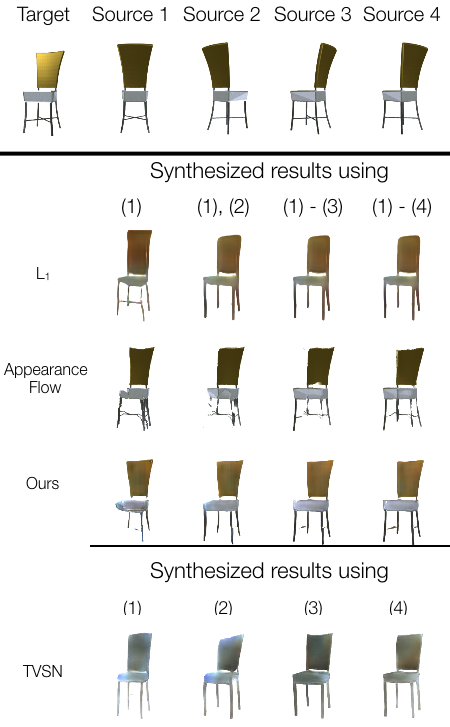 Target Source 1 Source 2 Source 3 Source 4
Synthesized results using
(1) (1), (2) (1) - (3) (1) - (4)
L₁
Appearance
Flow
Ours
Synthesized results using
(1) (2) (3) (4)
TVSN